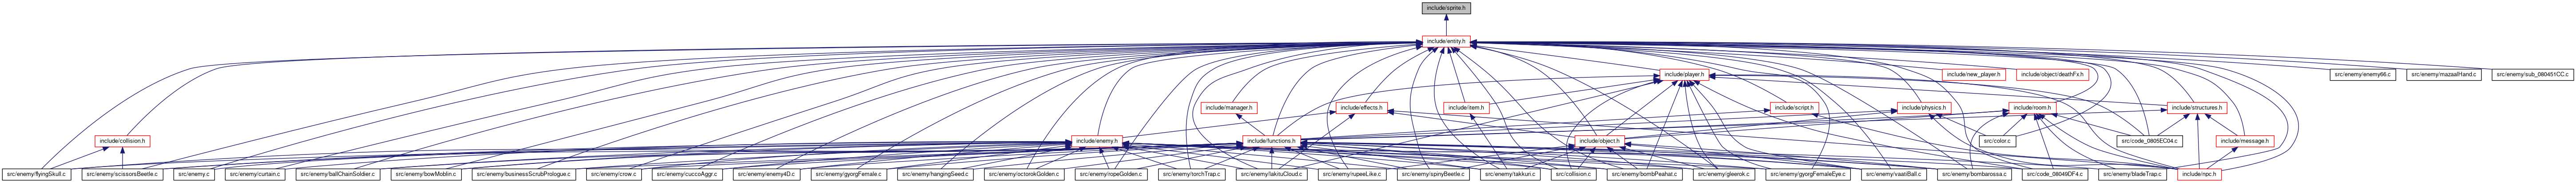 include/sprite.h
include/entity.h
include/player.h
include/new_player.h
include/object/deathFx.h
src/enemy/enemy66.c
src/enemy/mazaalHand.c
src/enemy/sub_080451CC.c
include/manager.h
include/effects.h
include/item.h
include/script.h
include/physics.h
include/room.h
include/structures.h
include/collision.h
include/enemy.h
include/functions.h
include/object.h
src/color.c
src/code_0805EC04.c
include/message.h
src/enemy/flyingSkull.c
src/enemy/scissorsBeetle.c
src/enemy.c
src/enemy/curtain.c
src/enemy/ballChainSoldier.c
src/enemy/bowMoblin.c
src/enemy/businessScrubPrologue.c
src/enemy/crow.c
src/enemy/cuccoAggr.c
src/enemy/enemy4D.c
src/enemy/gyorgFemale.c
src/enemy/hangingSeed.c
src/enemy/octorokGolden.c
src/enemy/ropeGolden.c
src/enemy/torchTrap.c
src/enemy/lakituCloud.c
src/enemy/rupeeLike.c
src/enemy/spinyBeetle.c
src/enemy/takkuri.c
src/collision.c
src/enemy/bombPeahat.c
src/enemy/gleerok.c
src/enemy/gyorgFemaleEye.c
src/enemy/vaatiBall.c
src/enemy/bombarossa.c
src/code_08049DF4.c
src/enemy/bladeTrap.c
include/npc.h